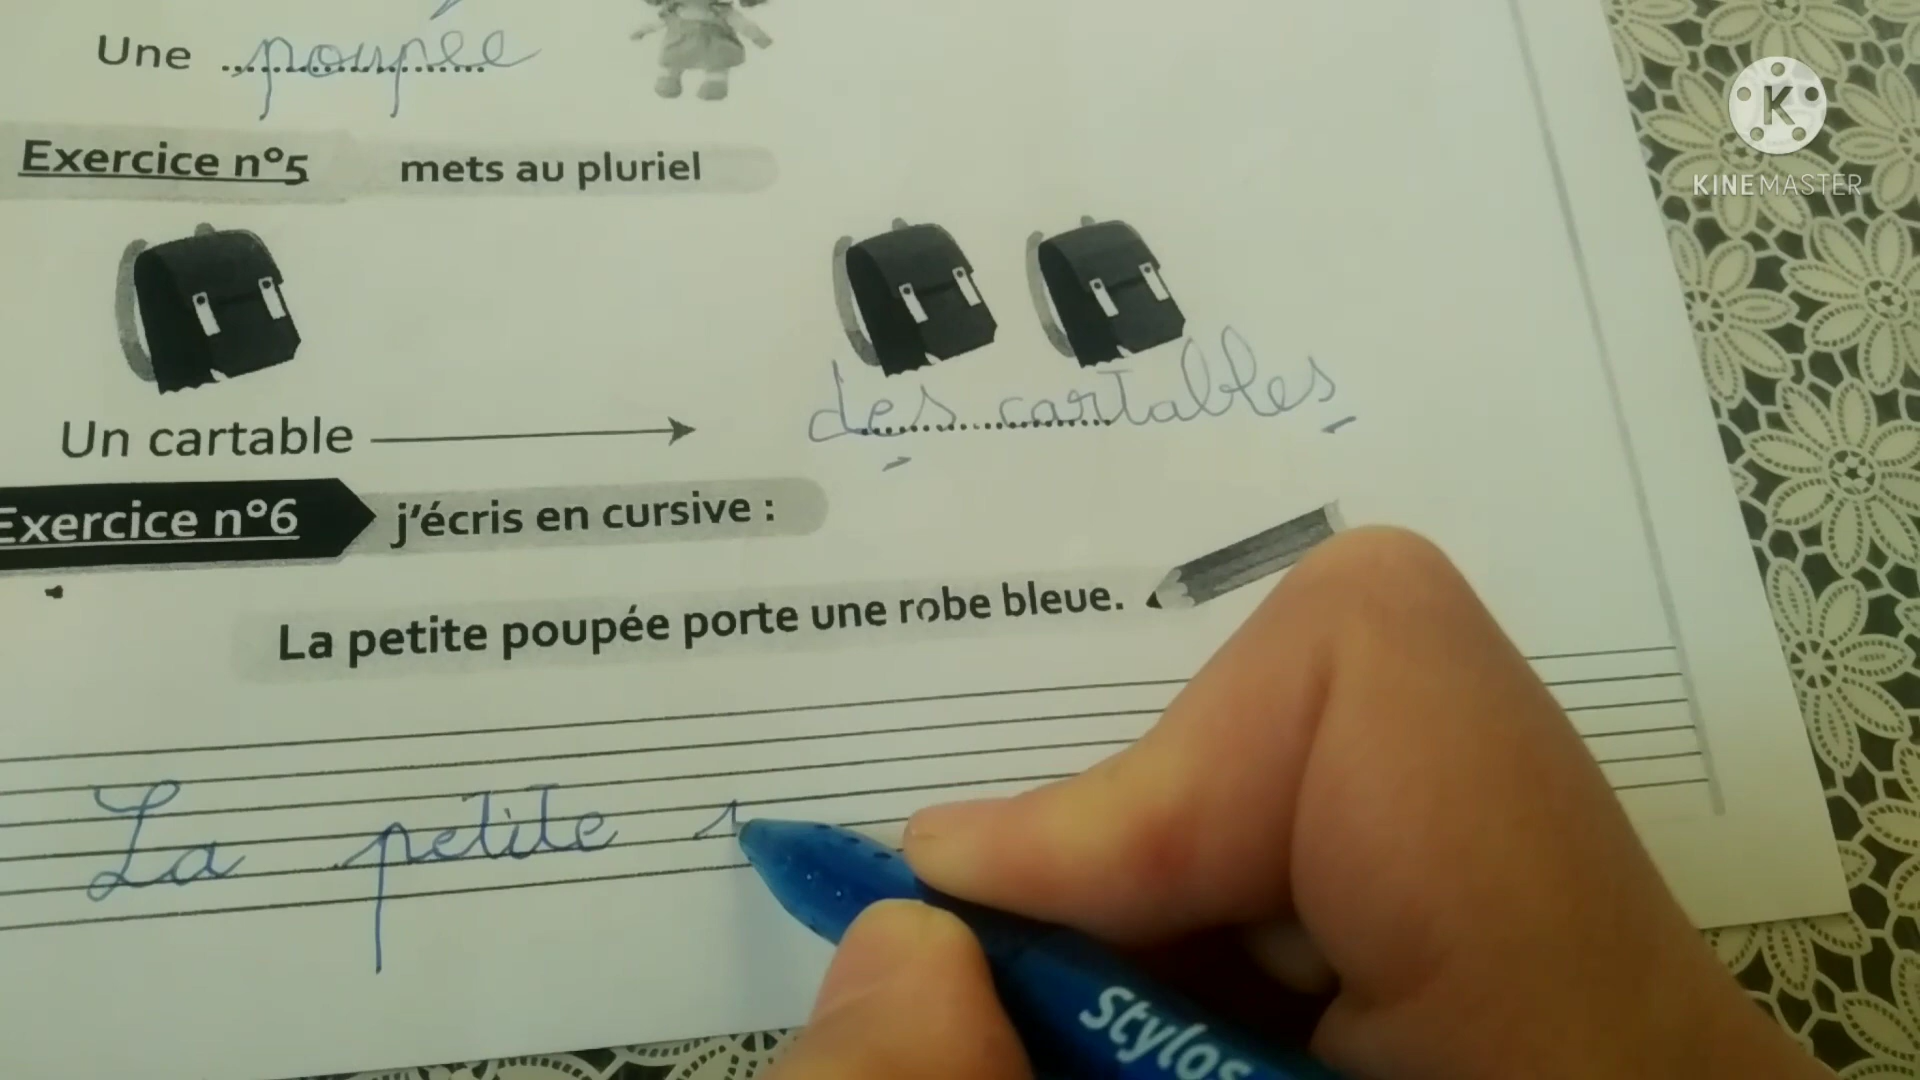 Une poupée
Exercice n°5 mets au pluriel
KINEMASTER
Un cartable des cartables
Exercice n°6 j'écris en cursive :
La petite poupée porte une robe bleue.
La petite
Stylos